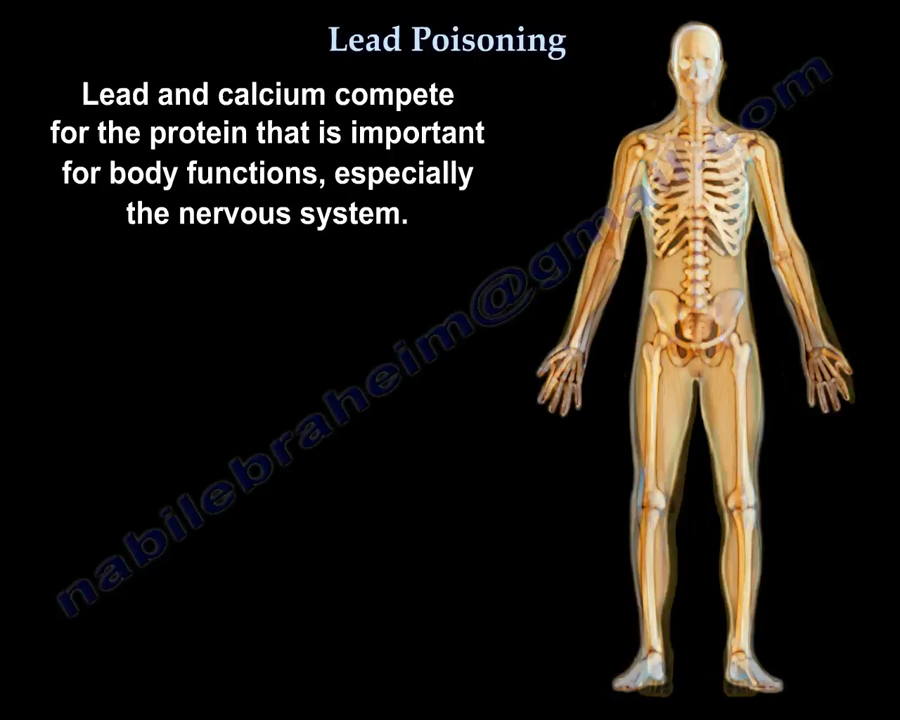 Lead Poisoning
Lead and calcium compete
for the protein that is important
for body functions, especially
the nervous system.
nabilebraheim@gmail.com